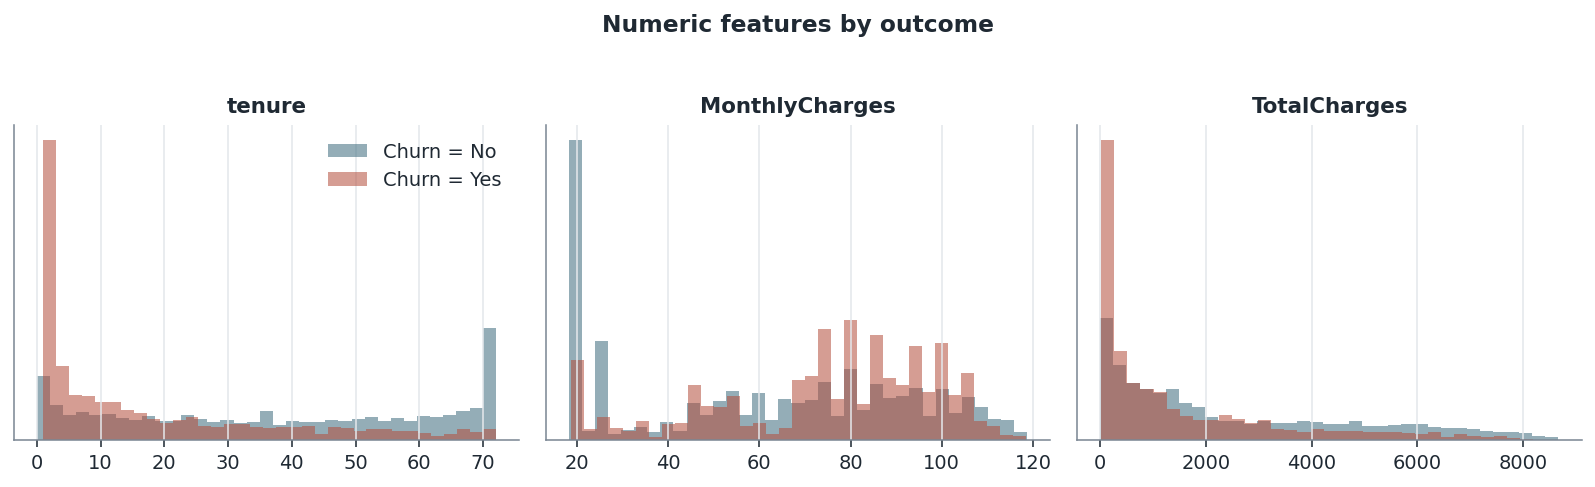 Numeric features by outcome
tenure
MonthlyCharges
TotalCharges
Churn = No
Churn = Yes
0 10 20 30 40 50 60 70
20 40 60 80 100 120
0 2000 4000 6000 8000